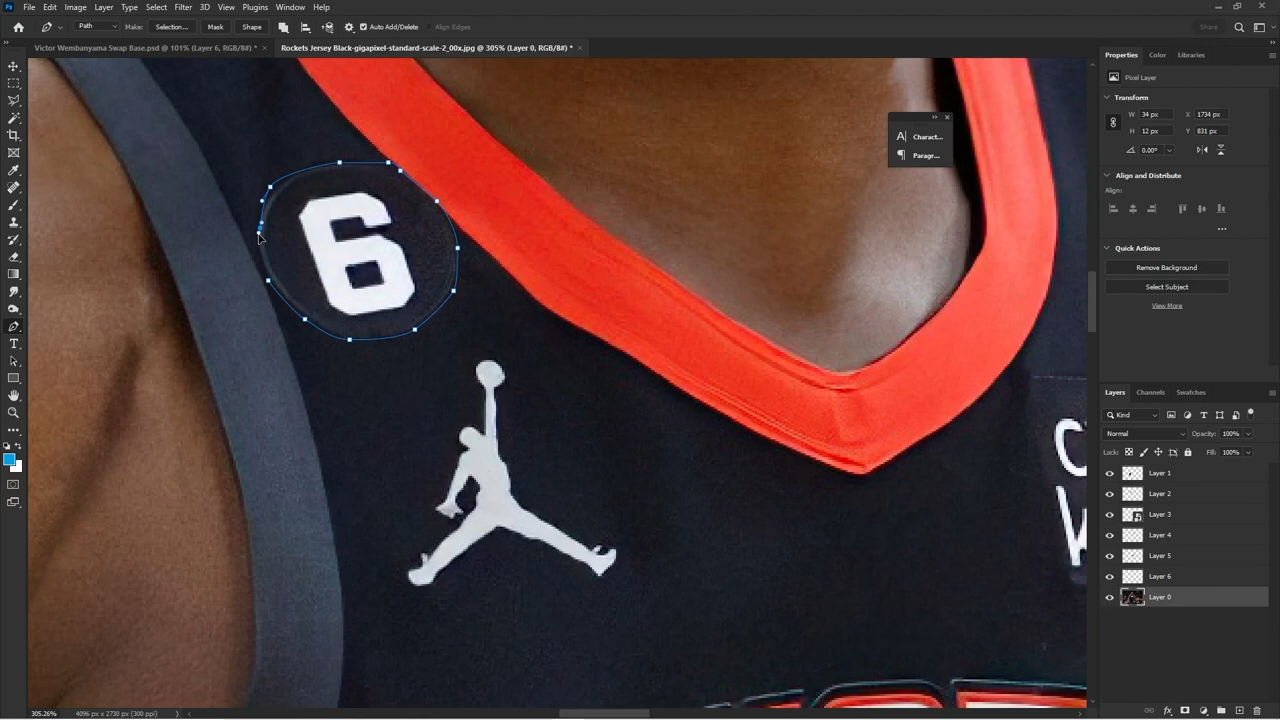 File Edit Image Layer Type Select Filter 3D View Plugins Window Help
Path Make: Selection... Mask Shape Auto Add/Delete Align Edges Share
Victor Wembanyama Swap Base.psd @ 101% (Layer 6, RGB/8#) * × Rockets Jersey Black-gigapixel-standard-scale-2_00x.jpg @ 305% (Layer 0, RGB/8#) * ×
Properties Color Libraries
Pixel Layer
Transform
W 34 px X 1734 px
H 12 px Y 831 px
0.00°
Align and Distribute
Align:
Quick Actions
Remove Background
Select Subject
View More
A| Charact...
¶ Paragr...
6
C
W
Layers Channels Swatches
Kind
Normal Opacity: 100%
Lock: Fill: 100%
Layer 1
Layer 2
Layer 3
Layer 4
Layer 5
Layer 6
Layer 0
305.26% 4096 px x 2730 px (300 ppi)